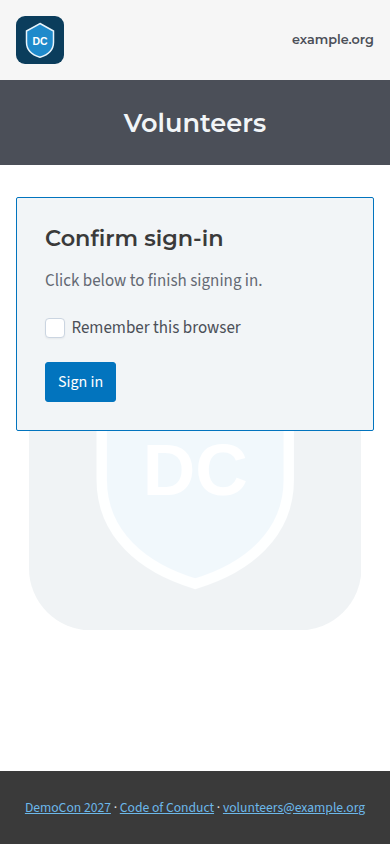 DC
example.org
Volunteers
Confirm sign-in
Click below to finish signing in.
Remember this browser
Sign in
DC
DemoCon 2027 · Code of Conduct · volunteers@example.org